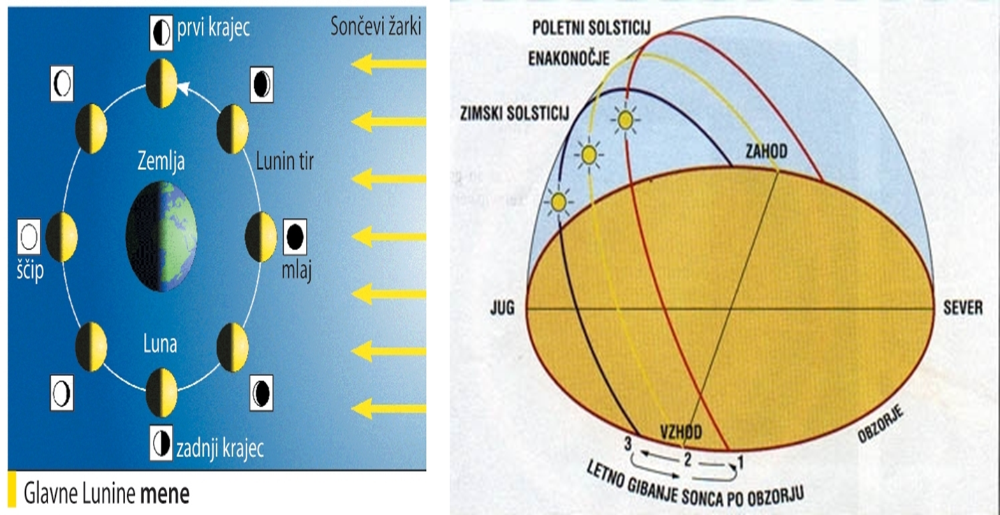 prvi krajec
Sončevi žarki
Zemlja
Lunin tir
ščip
mlaj
Luna
zadnji krajec
Glavne Lunine mene
POLETNI SOLSTICIJ
ENAKONOČJE
ZIMSKI SOLSTICIJ
ZAHOD
JUG
SEVER
VZHOD
OBZORJE
3
2
1
LETNO GIBANJE SONCA PO OBZORJU